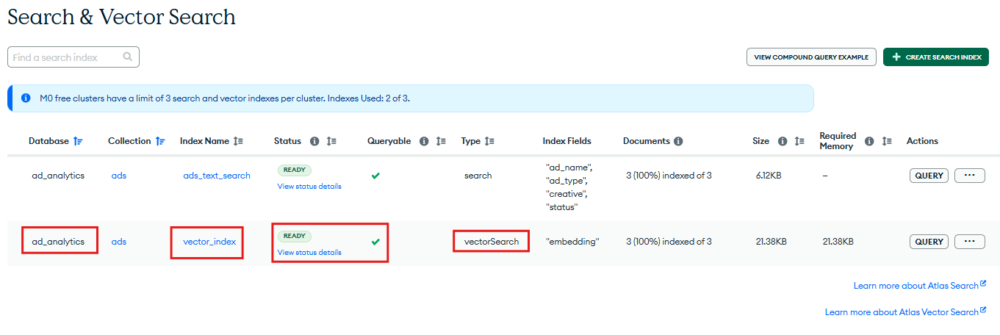 Search & Vector Search
Find a search index
VIEW COMPOUND QUERY EXAMPLE
+ CREATE SEARCH INDEX
M0 free clusters have a limit of 3 search and vector indexes per cluster. Indexes Used: 2 of 3.
Database Collection Index Name Status Queryable Type Index Fields Documents Size Required Memory Actions
ad_analytics ads ads_text_search READY View status details search "ad_name", 3 (100%) indexed of 3 6.12KB – QUERY ...
"ad_type",
"creative",
"status"
ad_analytics ads vector_index READY View status details vectorSearch "embedding" 3 (100%) indexed of 3 21.38KB 21.38KB QUERY ...
Learn more about Atlas Search
Learn more about Atlas Vector Search